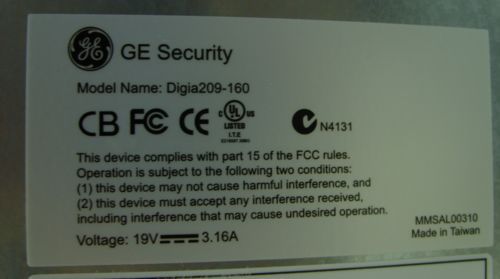 GE GE Security
Model Name: Digia209-160
CB FC CE C UL US N4131
LISTED
I.T.E
This device complies with part 15 of the FCC rules.
Operation is subject to the following two conditions:
(1) this device may not cause harmful interference, and
(2) this device must accept any interference received,
including interference that may cause undesired operation.
MMSAL00310
Voltage: 19V 3.16A
Made in Taiwan